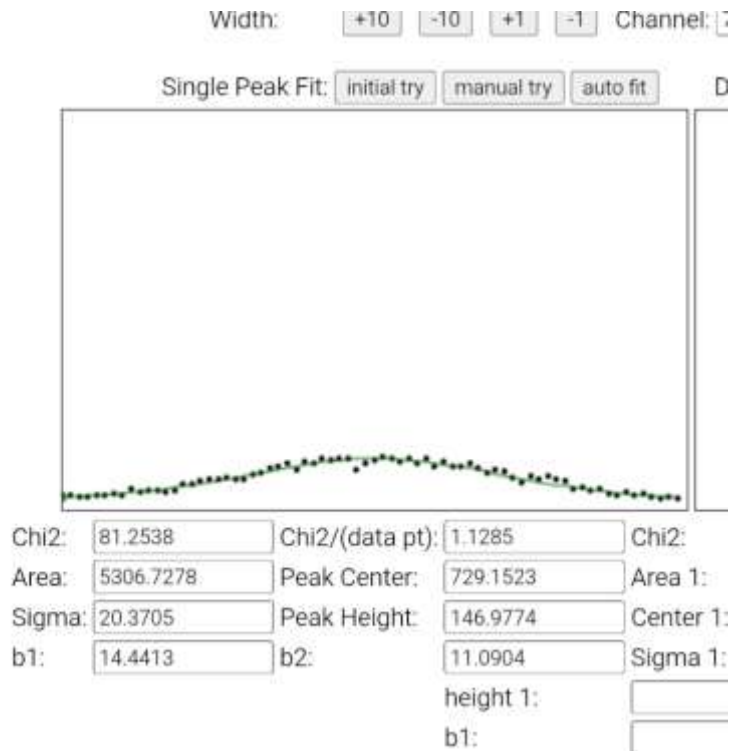 Width: +10 -10 +1 -1 Channel:
Single Peak Fit: initial try manual try auto fit D
Chi2: 81.2538 Chi2/(data pt): 1.1285 Chi2:
Area: 5306.7278 Peak Center: 729.1523 Area 1:
Sigma: 20.3705 Peak Height: 146.9774 Center 1:
b1: 14.4413 b2: 11.0904 Sigma 1:
height 1:
b1: